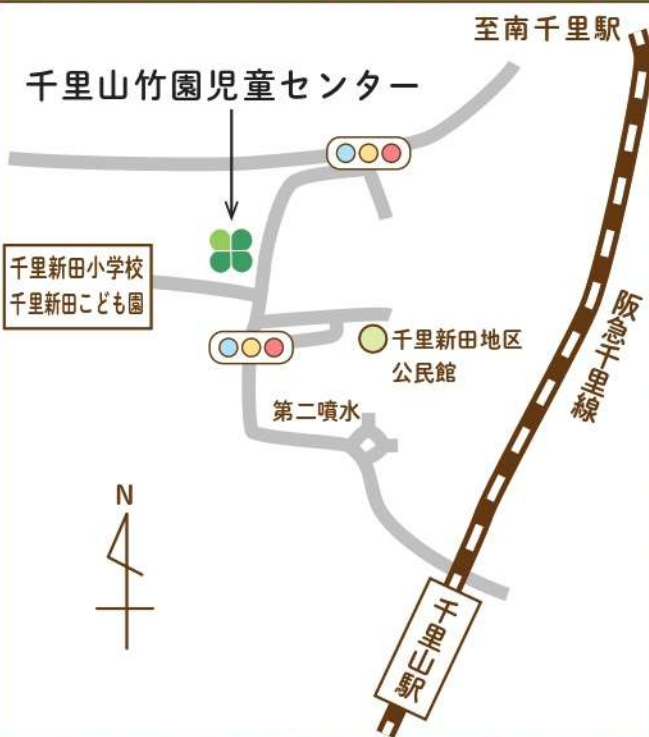 至南千里駅
千里山竹園児童センター
千里新田小学校
千里新田こども園
阪急千里線
千里新田地区
公民館
第二噴水
N
千里山駅